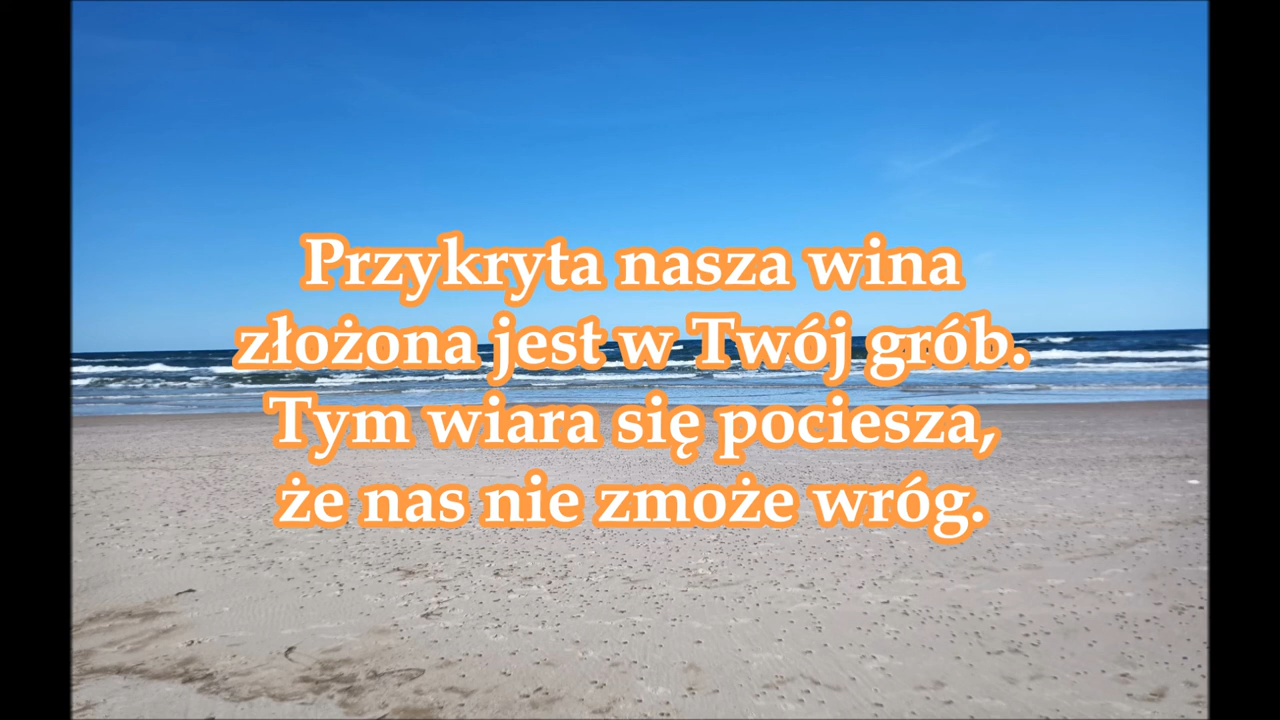 Przykryta nasza wina
złożona jest w Twój grób.
Tym wiara się pociesza,
że nas nie zmoże wróg.